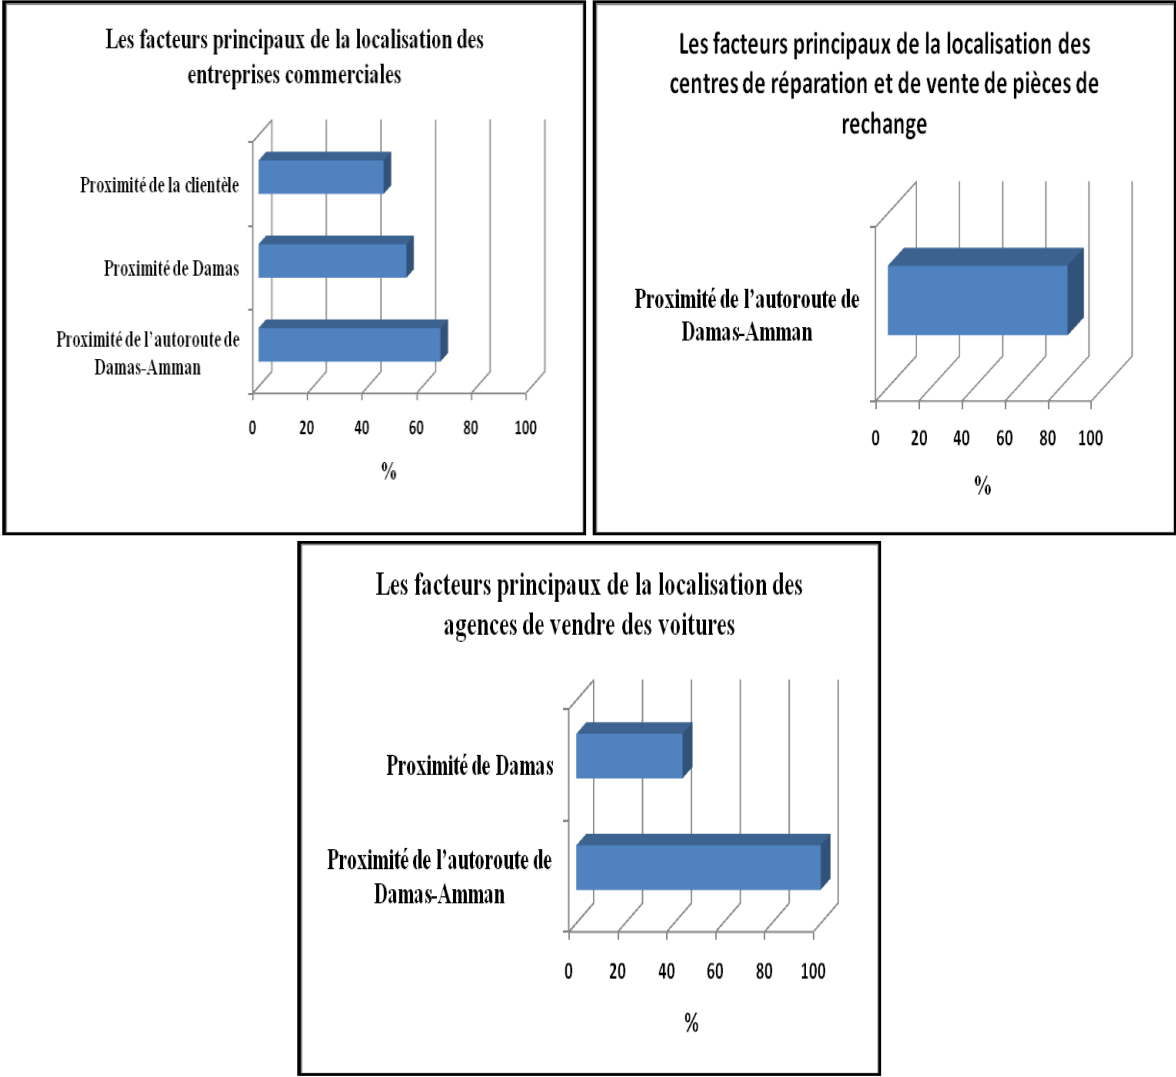 Les facteurs principaux de la localisation des
entreprises commerciales
Proximité de la clientèle
Proximité de Damas
Proximité de l’autoroute de
Damas-Amman
0 20 40 60 80 100
%
Les facteurs principaux de la localisation des
centres de réparation et de vente de pièces de
rechange
Proximité de l’autoroute de
Damas-Amman
0 20 40 60 80 100
%
Les facteurs principaux de la localisation des
agences de vendre des voitures
Proximité de Damas
Proximité de l’autoroute de
Damas-Amman
0 20 40 60 80 100
%